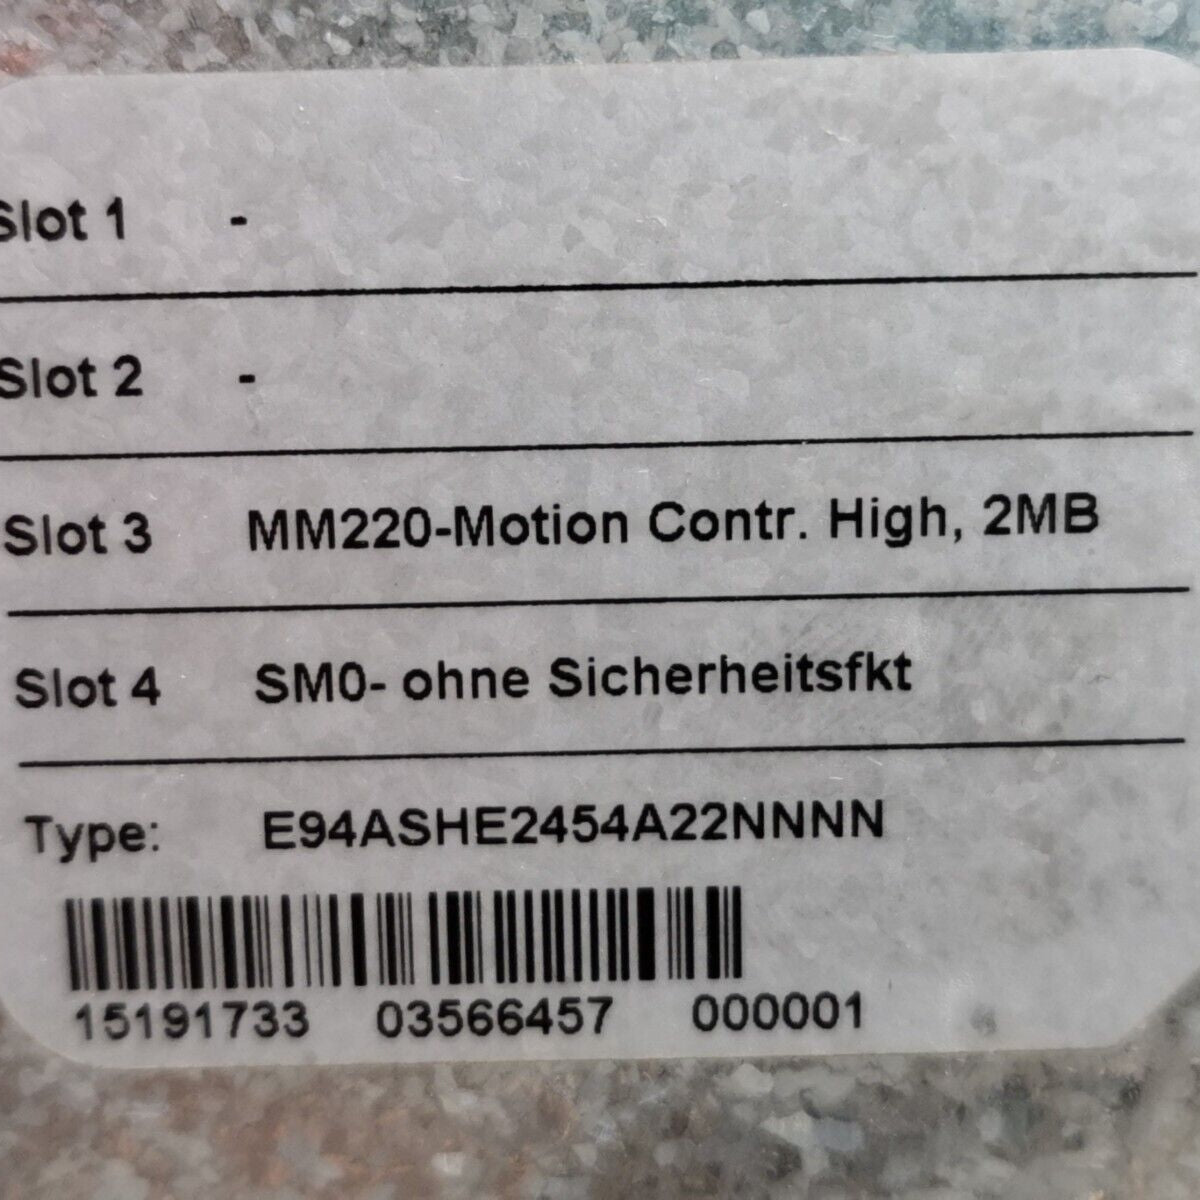 Slot 1 -
Slot 2 -
Slot 3 MM220-Motion Contr. High, 2MB
Slot 4 SM0- ohne Sicherheitsfkt
Type: E94ASHE2454A22NNNN
15191733 03566457 000001